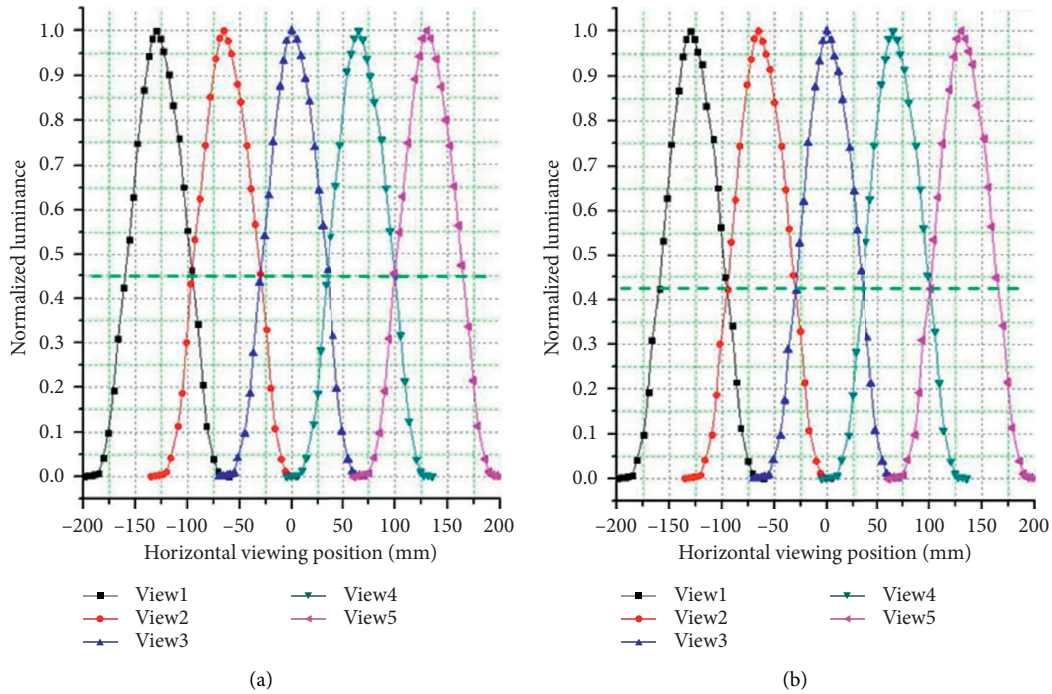 1.0
0.9
0.8
0.7
0.6
0.5
0.4
0.3
0.2
0.1
0.0
Normalized luminance
–200 –150 –100 –50 0 50 100 150 200
Horizontal viewing position (mm)
View1
View2
View3
View4
View5
(a)
1.0
0.9
0.8
0.7
0.6
0.5
0.4
0.3
0.2
0.1
0.0
Normalized luminance
–200 –150 –100 –50 0 50 100 150 200
Horizontal viewing position (mm)
View1
View2
View3
View4
View5
(b)